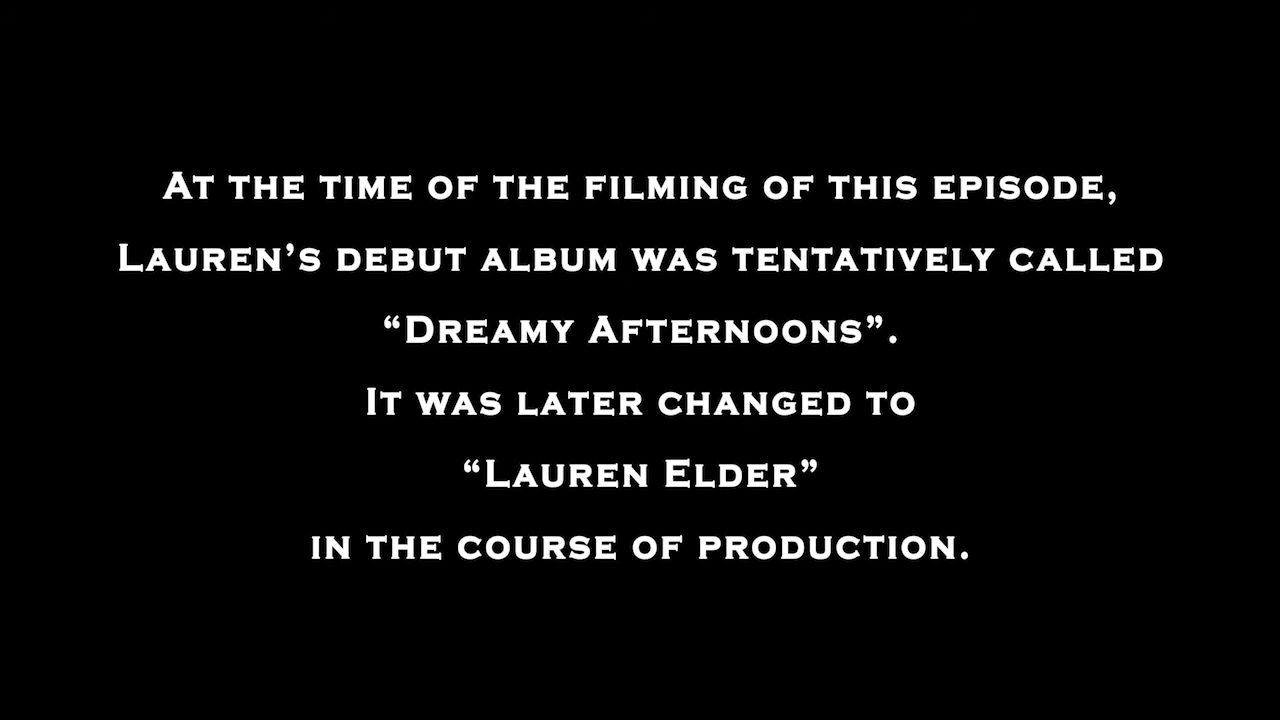 At the time of the filming of this episode,
Lauren’s debut album was tentatively called
“Dreamy Afternoons”.
It was later changed to
“Lauren Elder”
in the course of production.